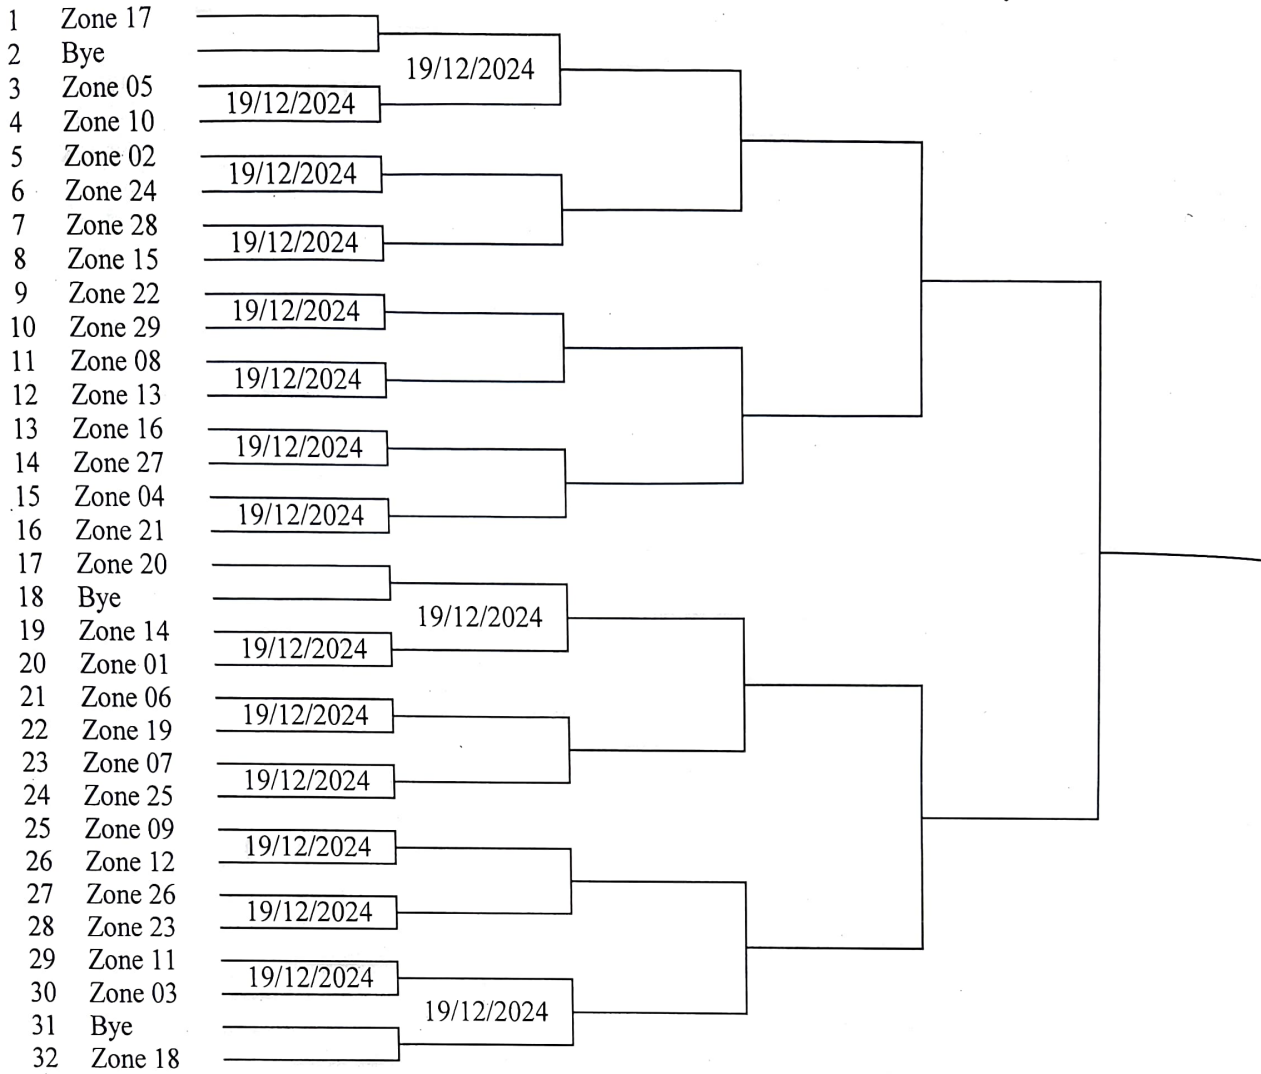 1 Zone 17
2 Bye
19/12/2024
3 Zone 05
19/12/2024
4 Zone 10
5 Zone 02
19/12/2024
6 Zone 24
7 Zone 28
19/12/2024
8 Zone 15
9 Zone 22
19/12/2024
10 Zone 29
11 Zone 08
19/12/2024
12 Zone 13
13 Zone 16
19/12/2024
14 Zone 27
15 Zone 04
19/12/2024
16 Zone 21
17 Zone 20
18 Bye
19/12/2024
19 Zone 14
19/12/2024
20 Zone 01
21 Zone 06
19/12/2024
22 Zone 19
23 Zone 07
19/12/2024
24 Zone 25
25 Zone 09
19/12/2024
26 Zone 12
27 Zone 26
19/12/2024
28 Zone 23
29 Zone 11
19/12/2024
30 Zone 03
19/12/2024
31 Bye
32 Zone 18